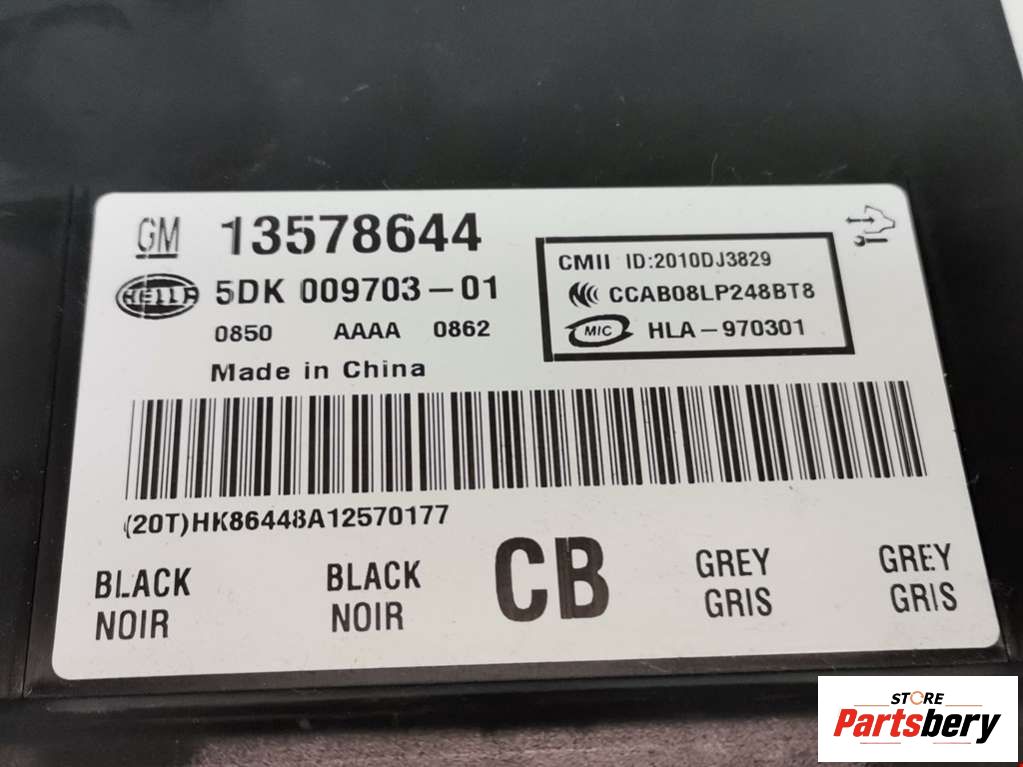 GM 13578644
HELLA 5DK 009703-01
0850 AAAA 0862
Made in China
CMII ID:2010DJ3829
CCC CCAB08LP248BT8
MIC HLA-970301
(20T)HK86448A12570177
BLACK BLACK CB GREY GREY
NOIR NOIR GRIS GRIS
STORE
Partsbery